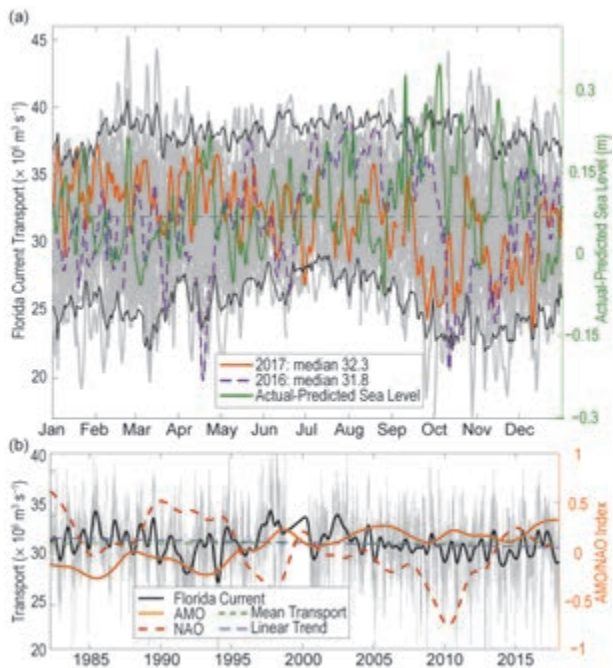 (a)
45
40
35
30
25
20
Florida Current Transport (× 10⁶ m³ s⁻¹)
0.3
0.15
0
-0.15
-0.3
Actual-Predicted Sea Level (m)
2017: median 32.3
2016: median 31.8
Actual-Predicted Sea Level
Jan Feb Mar Apr May Jun Jul Aug Sep Oct Nov Dec
(b)
40
35
30
25
20
Transport (× 10⁶ m³ s⁻¹)
1
0.5
0
-0.5
-1
AMO/NAO Index
Florida Current
AMO Mean Transport
NAO Linear Trend
1985 1990 1995 2000 2005 2010 2015